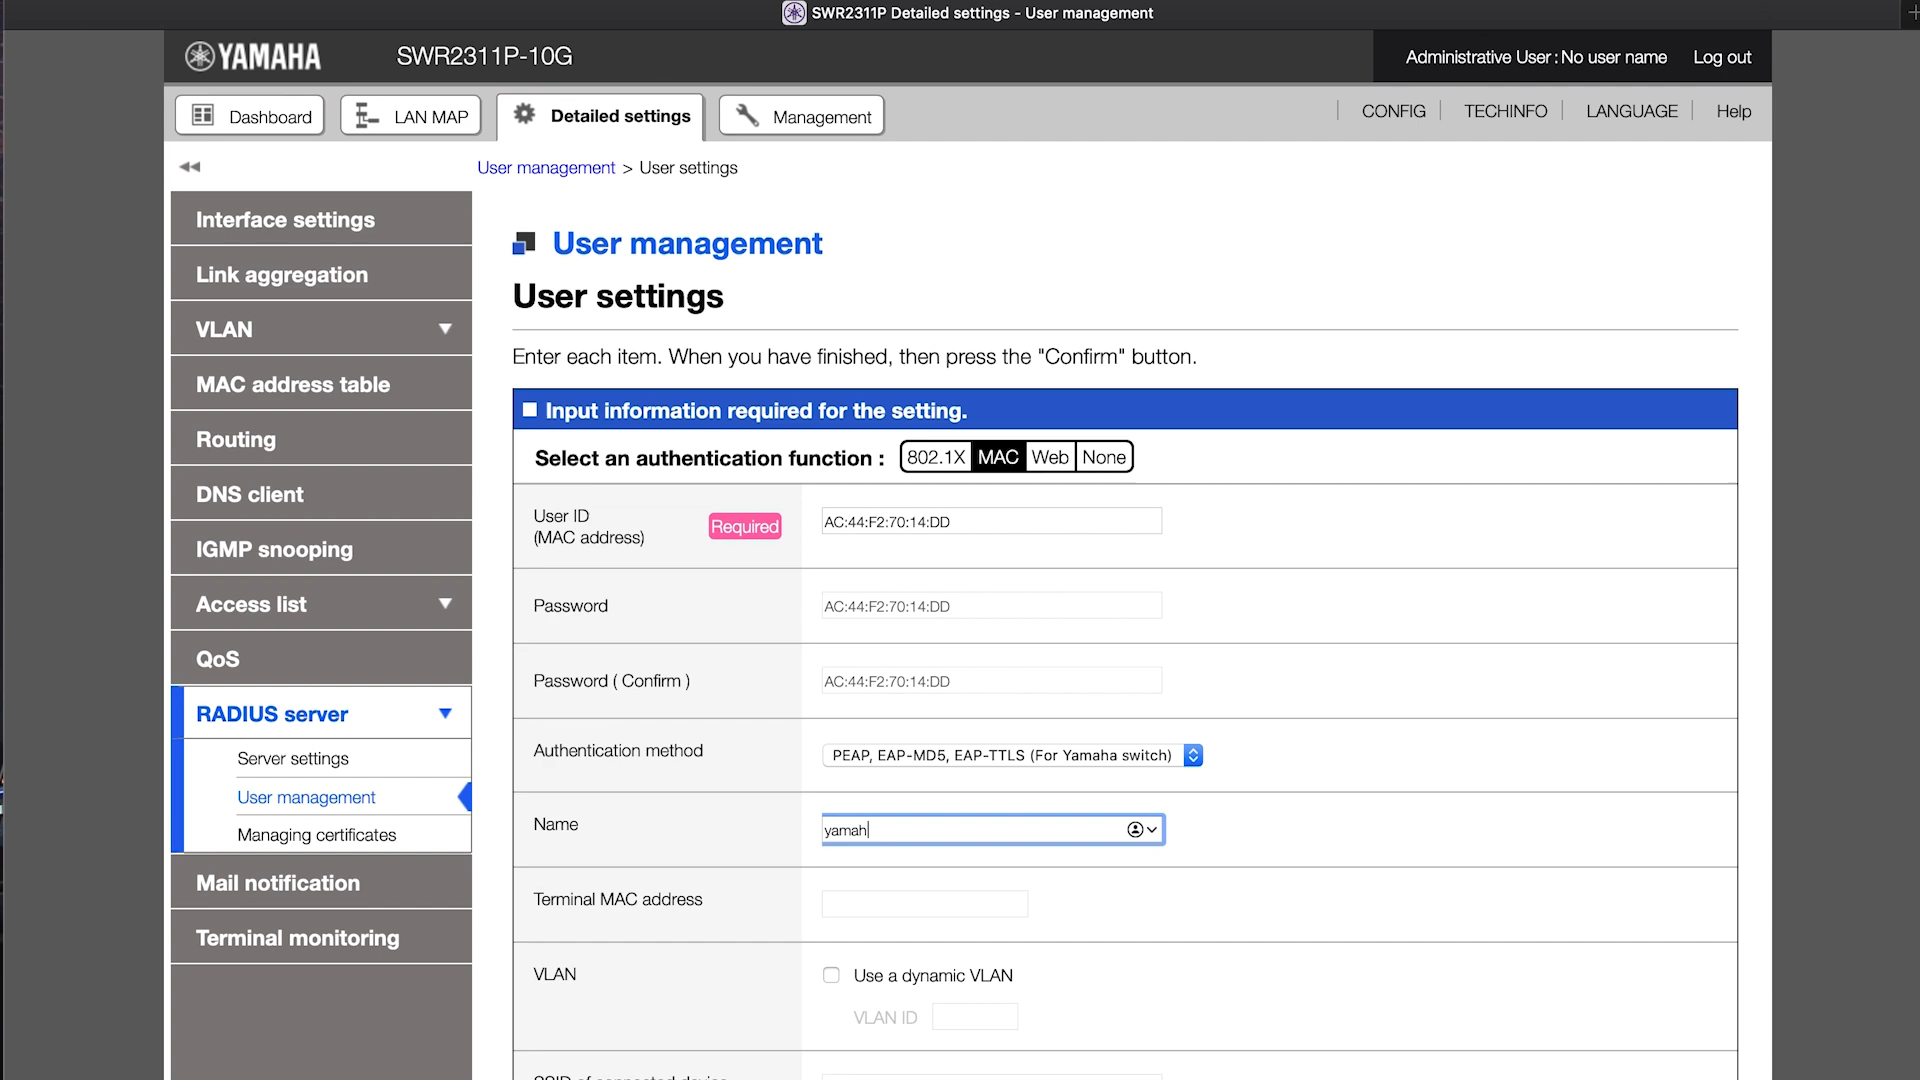 SWR2311P Detailed settings - User management
YAMAHA
SWR2311P-10G
Administrative User : No user name
Log out
Dashboard
LAN MAP
Detailed settings
Management
CONFIG
TECHINFO
LANGUAGE
Help
User management > User settings
Interface settings
Link aggregation
VLAN
MAC address table
Routing
DNS client
IGMP snooping
Access list
QoS
RADIUS server
Server settings
User management
Managing certificates
Mail notification
Terminal monitoring
User management
User settings
Enter each item. When you have finished, then press the "Confirm" button.
Input information required for the setting.
Select an authentication function : 802.1X MAC Web None
User ID
(MAC address)
Required
AC:44:F2:70:14:DD
Password
AC:44:F2:70:14:DD
Password ( Confirm )
AC:44:F2:70:14:DD
Authentication method
PEAP, EAP-MD5, EAP-TTLS (For Yamaha switch)
Name
yamah
Terminal MAC address
VLAN
Use a dynamic VLAN
VLAN ID
SSID of connected device